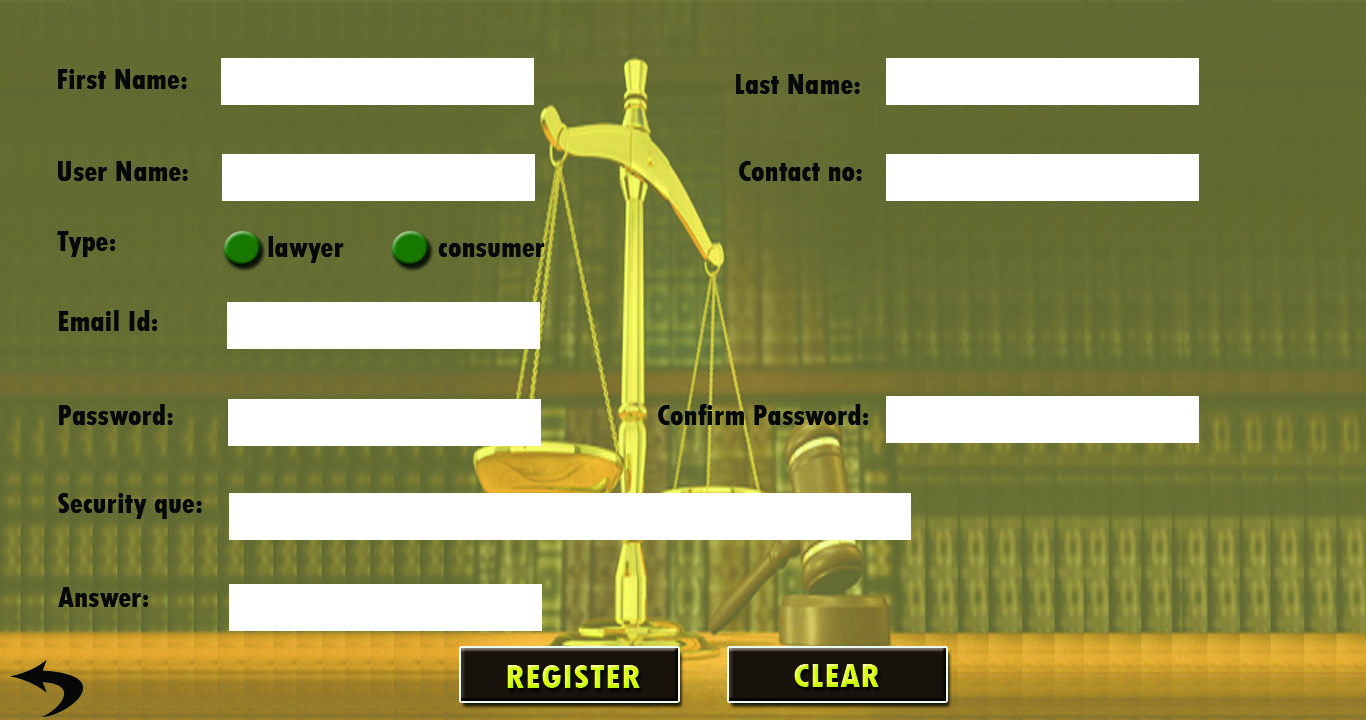 First Name:
Last Name:
User Name:
Contact no:
Type:
lawyer
consumer
Email Id:
Password:
Confirm Password:
Security que:
Answer:
REGISTER
CLEAR